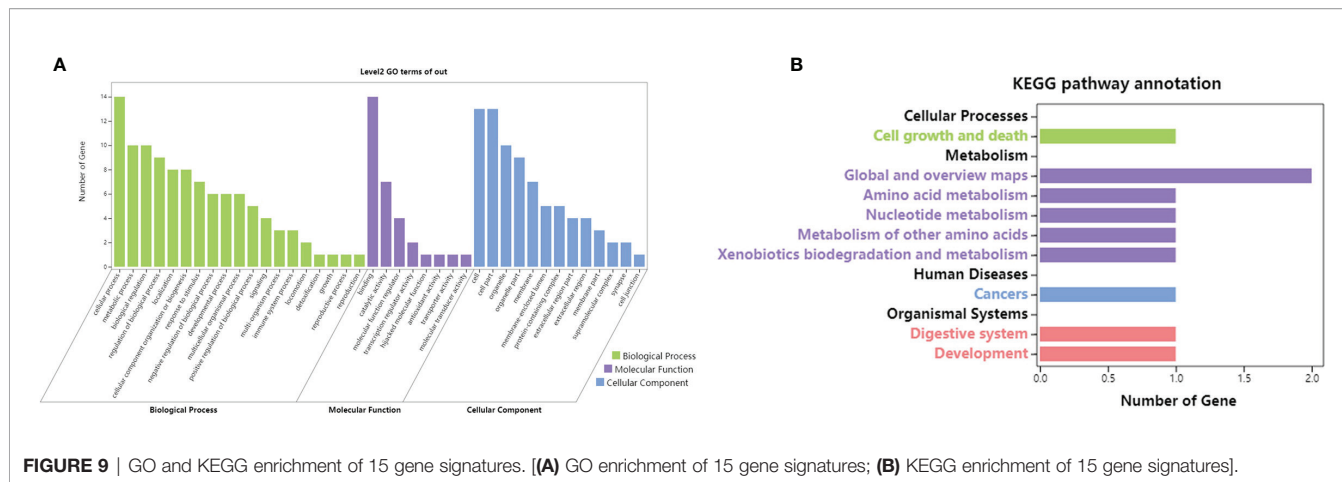 A
Level2 GO terms of out
Number of Gene
14
12
10
8
6
4
2
0
cellular process
metabolic process
biological regulation
regulation of biological process
localization
cellular component organization or biogenesis
response to stimulus
negative regulation of biological process
developmental process
multicellular organismal process
positive regulation of biological process
signaling
multi-organism process
immune system process
locomotion
detoxification
growth
reproductive process
reproduction
binding
catalytic activity
molecular function regulator
transcription regulator activity
hijacked molecular function
antioxidant activity
transporter activity
molecular transducer activity
cell
cell part
organelle
organelle part
membrane
membrane-enclosed lumen
protein-containing complex
extracellular region part
extracellular region
membrane part
supramolecular complex
synapse
cell junction
Biological Process
Molecular Function
Cellular Component
Biological Process
Molecular Function
Cellular Component
B
KEGG pathway annotation
Cellular Processes
Cell growth and death
Metabolism
Global and overview maps
Amino acid metabolism
Nucleotide metabolism
Metabolism of other amino acids
Xenobiotics biodegradation and metabolism
Human Diseases
Cancers
Organismal Systems
Digestive system
Development
0.0 0.5 1.0 1.5 2.0
Number of Gene
FIGURE 9 | GO and KEGG enrichment of 15 gene signatures. [(A) GO enrichment of 15 gene signatures; (B) KEGG enrichment of 15 gene signatures].